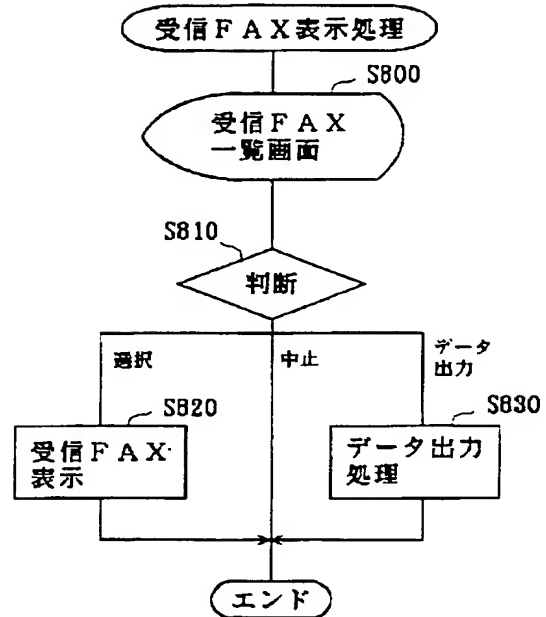 受信ＦＡＸ表示処理
S800
受信ＦＡＸ
一覧画面
S810
判断
選択
中止
データ
出力
S820
S830
受信ＦＡＸ
表示
データ出力
処理
エンド